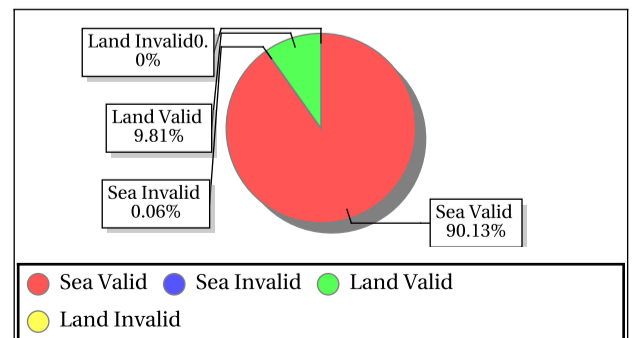 Land Invalid0.
0%
Land Valid
9.81%
Sea Invalid
0.06%
Sea Valid
90.13%
Sea Valid
Sea Invalid
Land Valid
Land Invalid